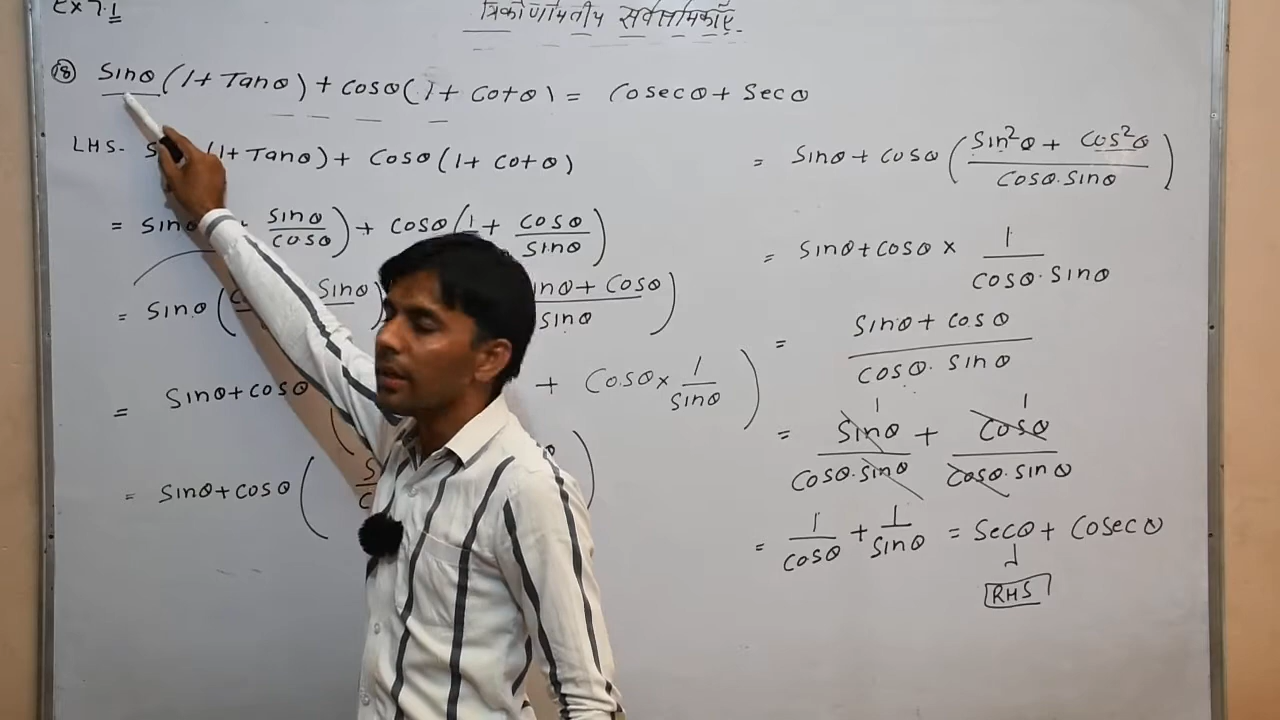 Ex 7.1
त्रिकोणमितीय सर्वसमिकाएँ
⑱ Sinθ (1 + Tanθ) + Cosθ (1 + Cotθ) = Cosecθ + Secθ
LHS- (1 + Tanθ) + Cosθ (1 + Cotθ)
= Sinθ + Sinθ/Cosθ) + Cosθ (1 + Cosθ/Sinθ)
= Sinθ ( Sinθ Sinθ + Cosθ / Sinθ)
= Sinθ + Cosθ + Cosθ × 1/Sinθ)
= Sinθ + Cosθ (
= Sinθ + Cosθ (Sin²θ + Cos²θ / Cosθ · Sinθ)
= Sinθ + Cosθ × 1 / Cosθ · Sinθ
= Sinθ + Cosθ / Cosθ · Sinθ
= 1 Sinθ / Cosθ · Sinθ + 1 Cosθ / Cosθ · Sinθ
= 1/Cosθ + 1/Sinθ = Secθ + Cosecθ
RHS